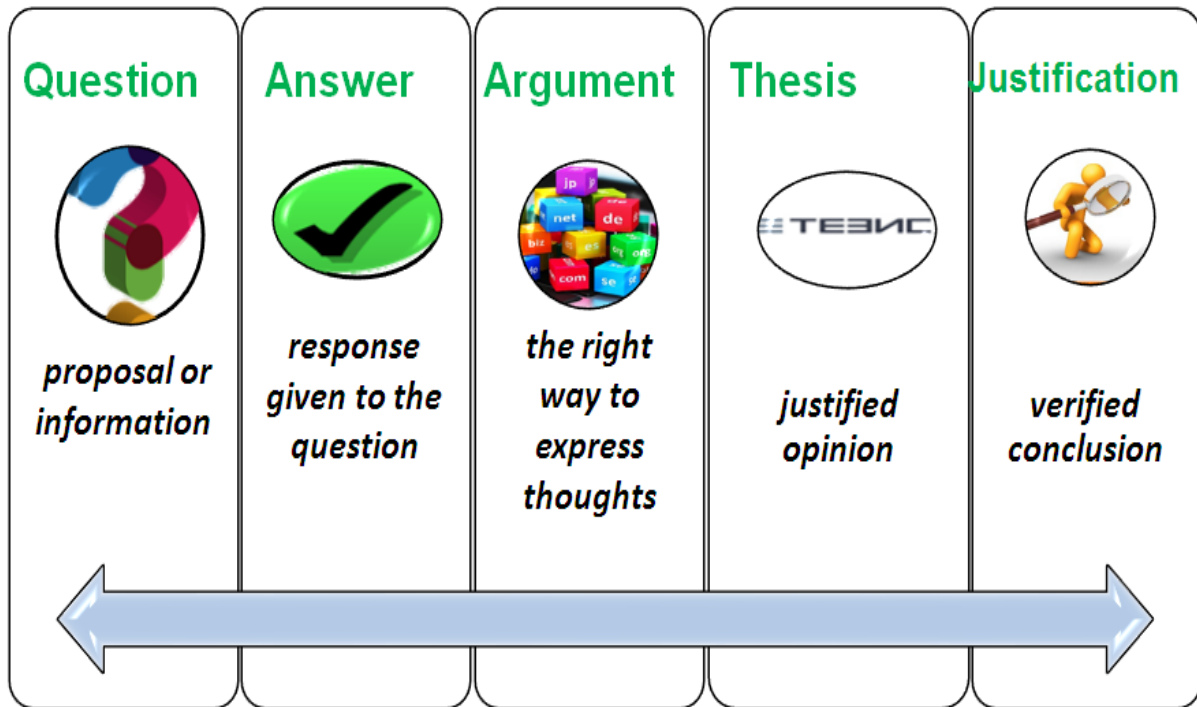 Question
proposal or
information
Answer
response
given to the
question
Argument
jp
net
de
biz
es
org
com
se
the right
way to
express
thoughts
Thesis
ТЕЗИС
justified
opinion
Justification
verified
conclusion